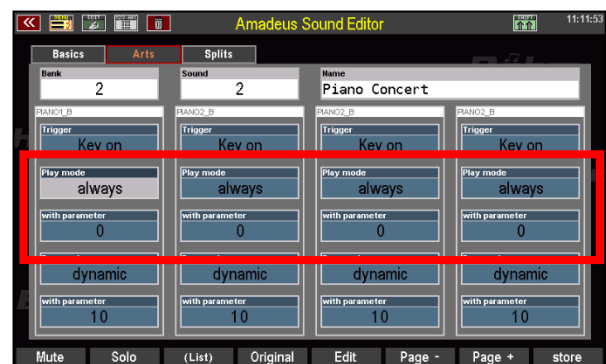 MENU EDIT SHIFT
Amadeus Sound Editor 11:11:53
Basics Arts Splits
Bank Sound Name
2 2 Piano Concert
PIANO1_B PIANO2_B PIANO2_B PIANO2_B
Trigger Trigger Trigger Trigger
Key on Key on Key on Key on
Play mode Play mode Play mode Play mode
always always always always
with parameter with parameter with parameter with parameter
0 0 0 0
dynamic dynamic dynamic dynamic
with parameter with parameter with parameter with parameter
10 10 10 10
Mute Solo (List) Original Edit Page - Page + store